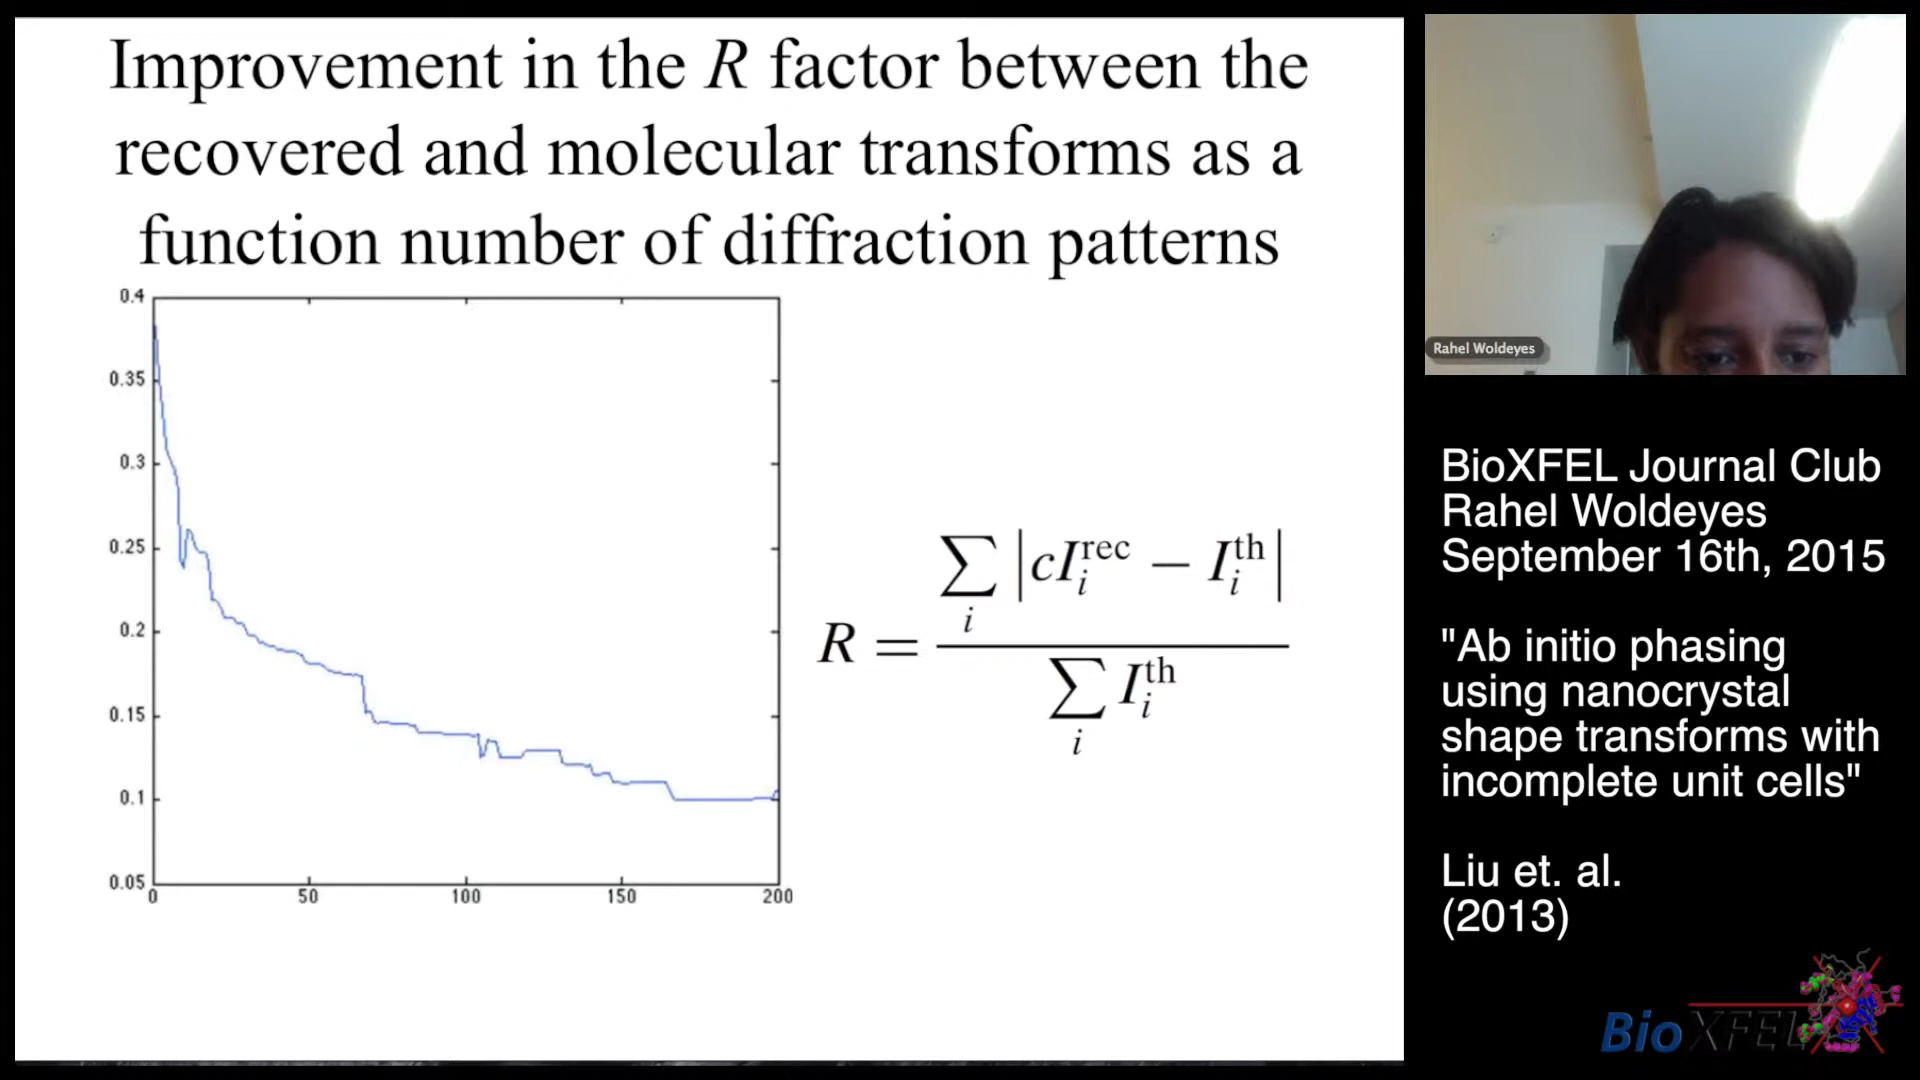 Improvement in the R factor between the
recovered and molecular transforms as a
function number of diffraction patterns
0.4
0.35
0.3
0.25
0.2
0.15
0.1
0.05
0 50 100 150 200
R = \frac{\sum_i |cI_i^{rec} − I_i^{th}|}{\sum_i I_i^{th}}
Rahel Woldeyes
BioXFEL Journal Club
Rahel Woldeyes
September 16th, 2015
"Ab initio phasing
using nanocrystal
shape transforms with
incomplete unit cells"
Liu et. al.
(2013)
BioXFEL